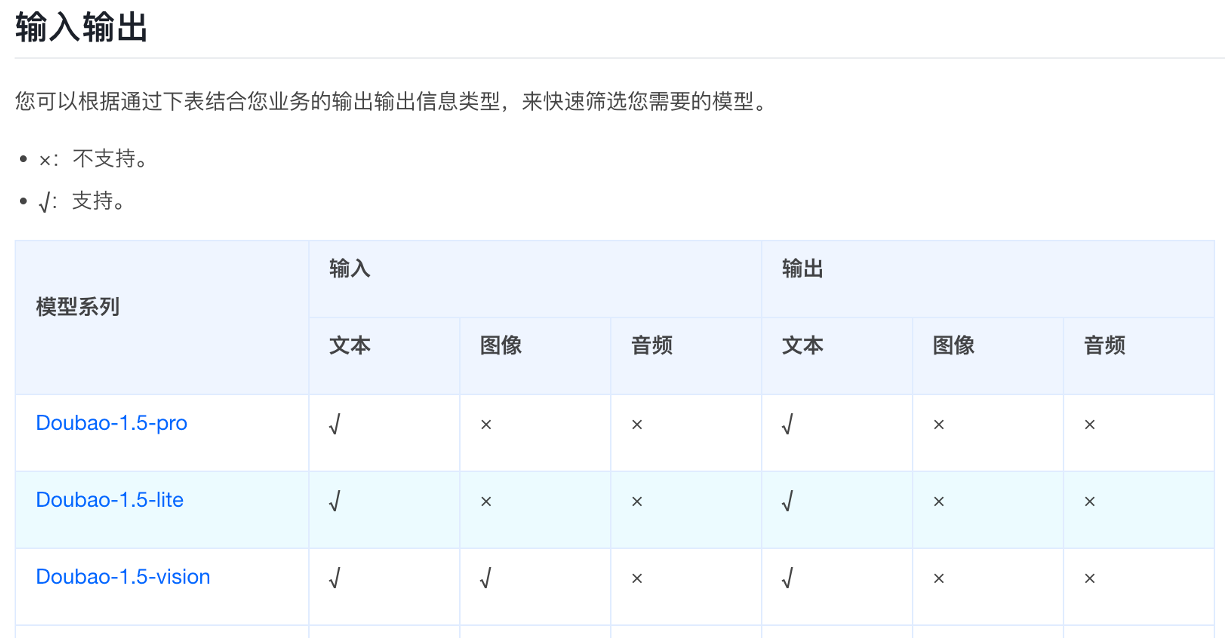 输入输出
您可以根据通过下表结合您业务的输出输出信息类型，来快速筛选您需要的模型。
• ×：不支持。
• √：支持。
模型系列 输入 输出
文本 图像 音频 文本 图像 音频
Doubao-1.5-pro √ × × √ × ×
Doubao-1.5-lite √ × × √ × ×
Doubao-1.5-vision √ √ × √ × ×